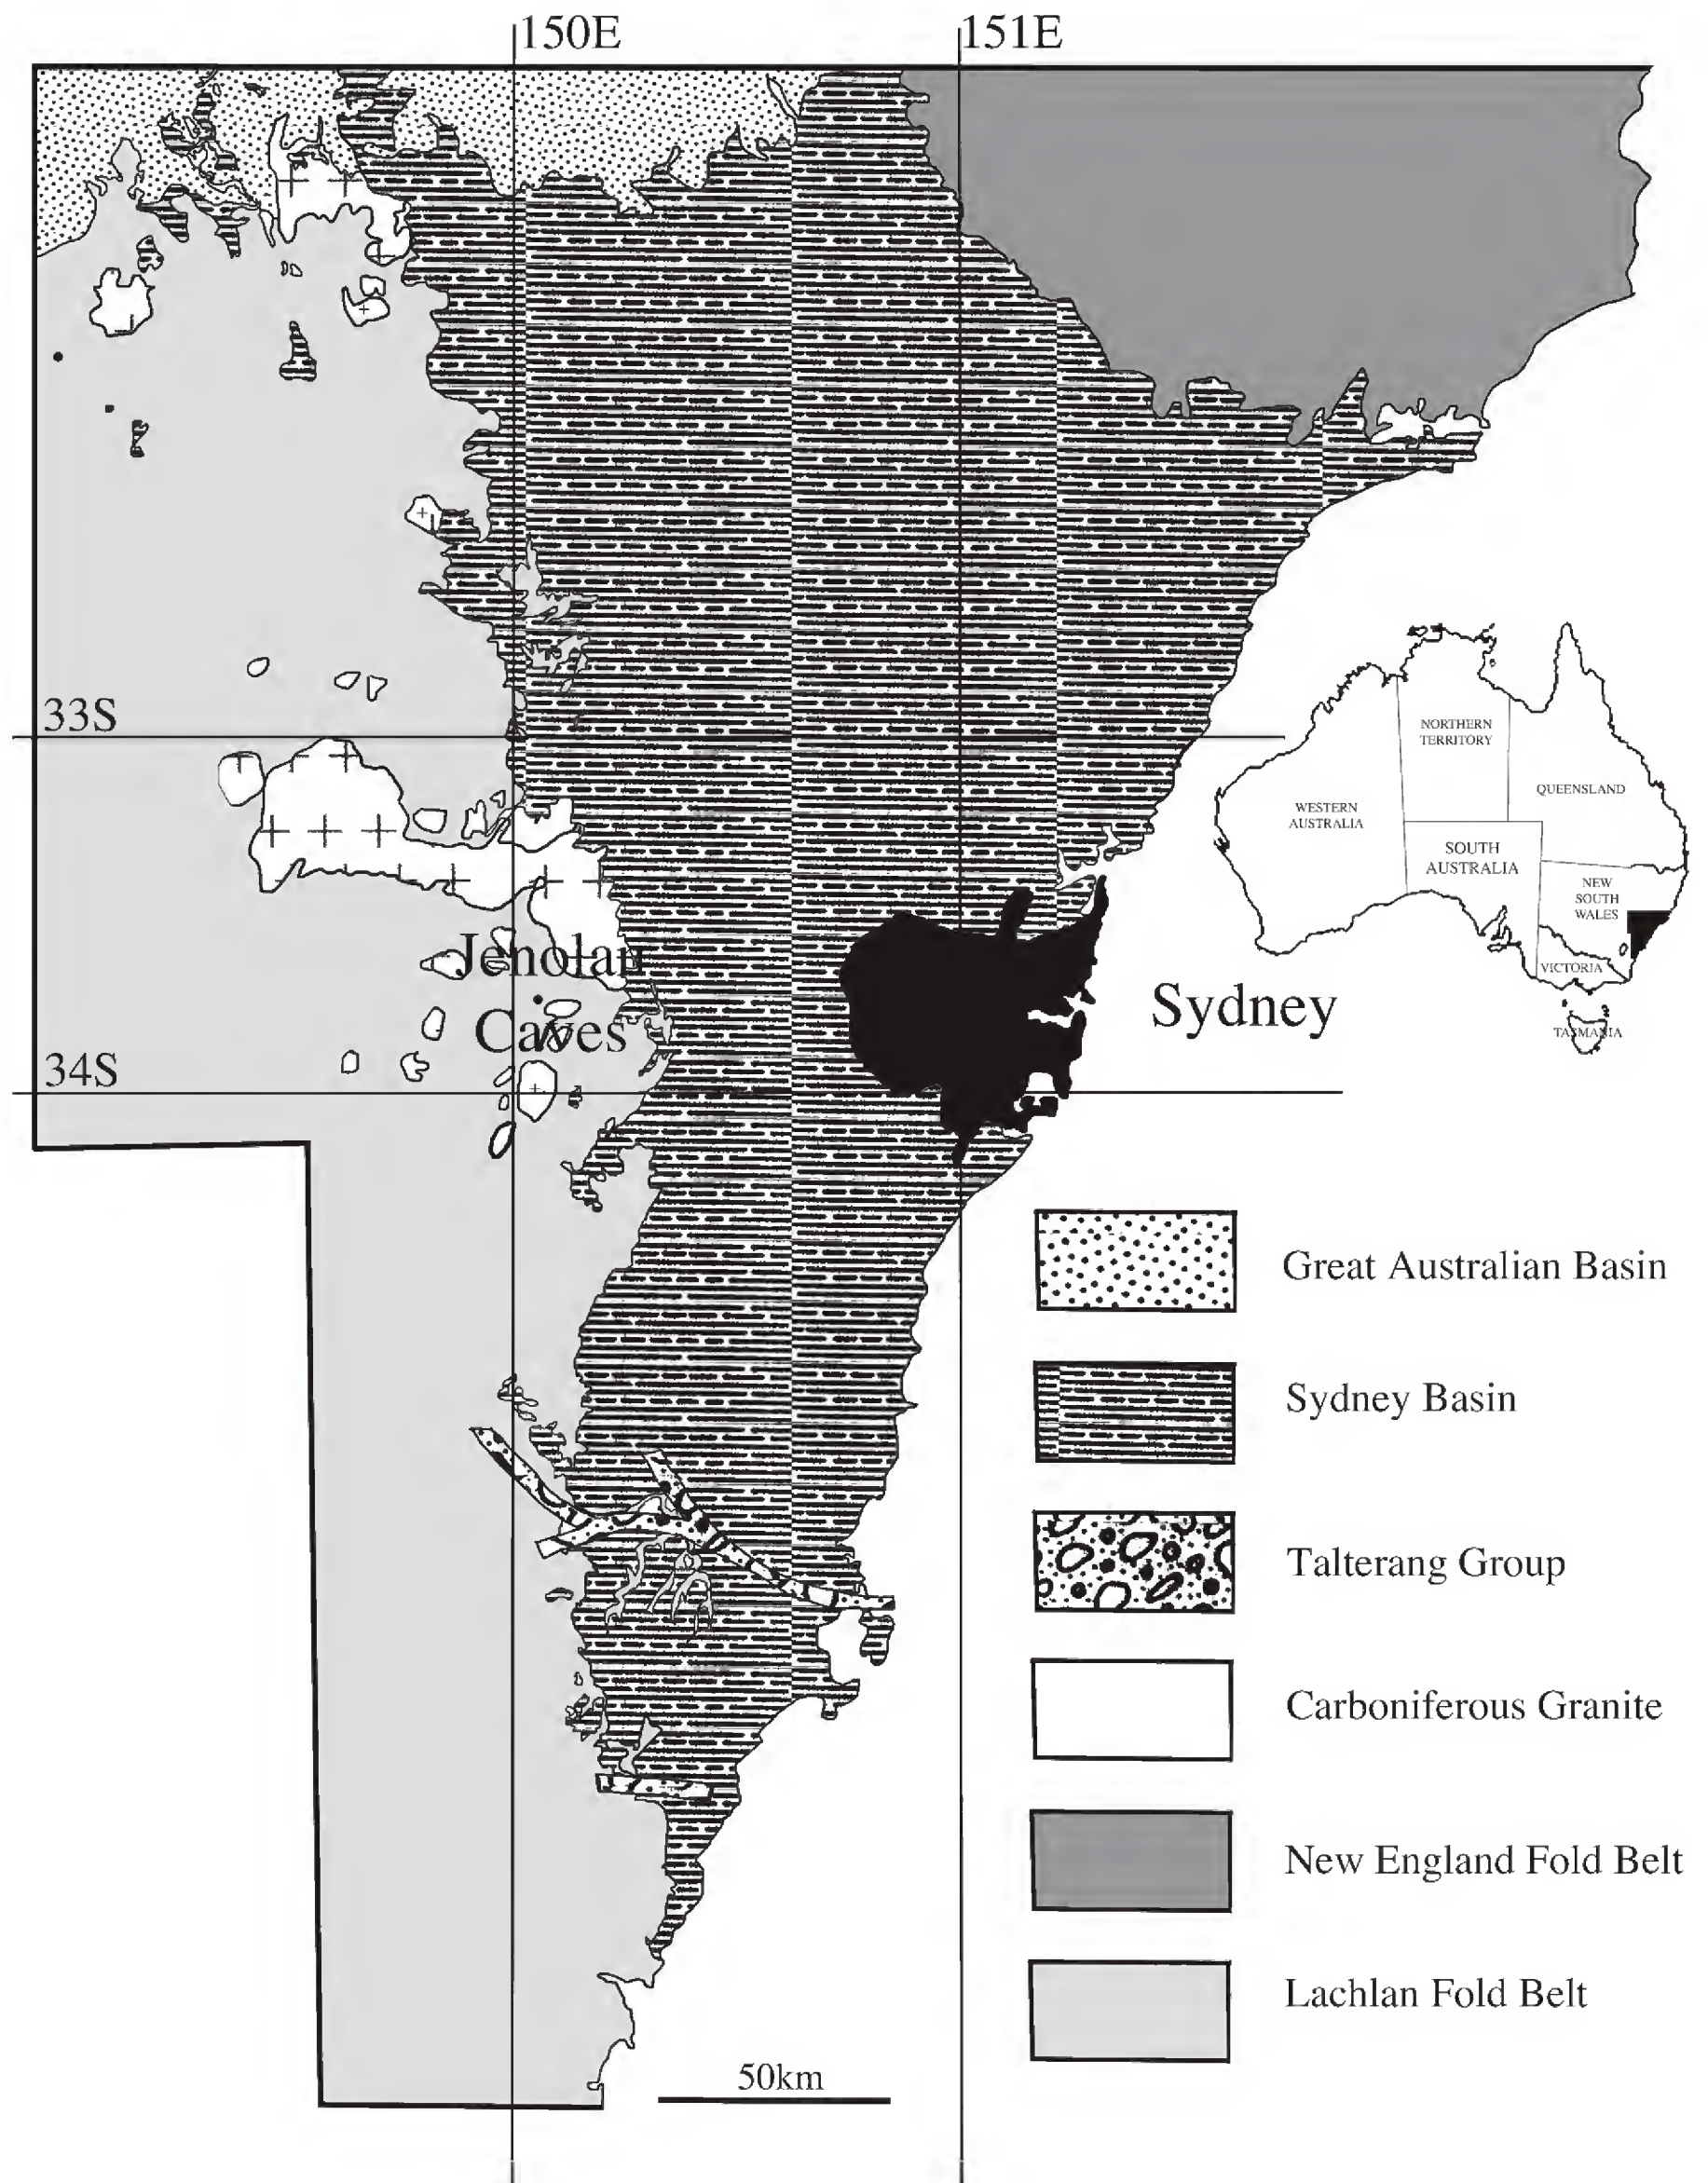 150E
151E
33S
NORTHERN
TERRITORY
QUEENSLAND
WESTERN
AUSTRALIA
SOUTH
AUSTRALIA
NEW
SOUTH
WALES
VICTORIA
TASMANIA
Jenolan
Caves
Sydney
34S
Great Australian Basin
Sydney Basin
Talterang Group
Carboniferous Granite
New England Fold Belt
Lachlan Fold Belt
50km